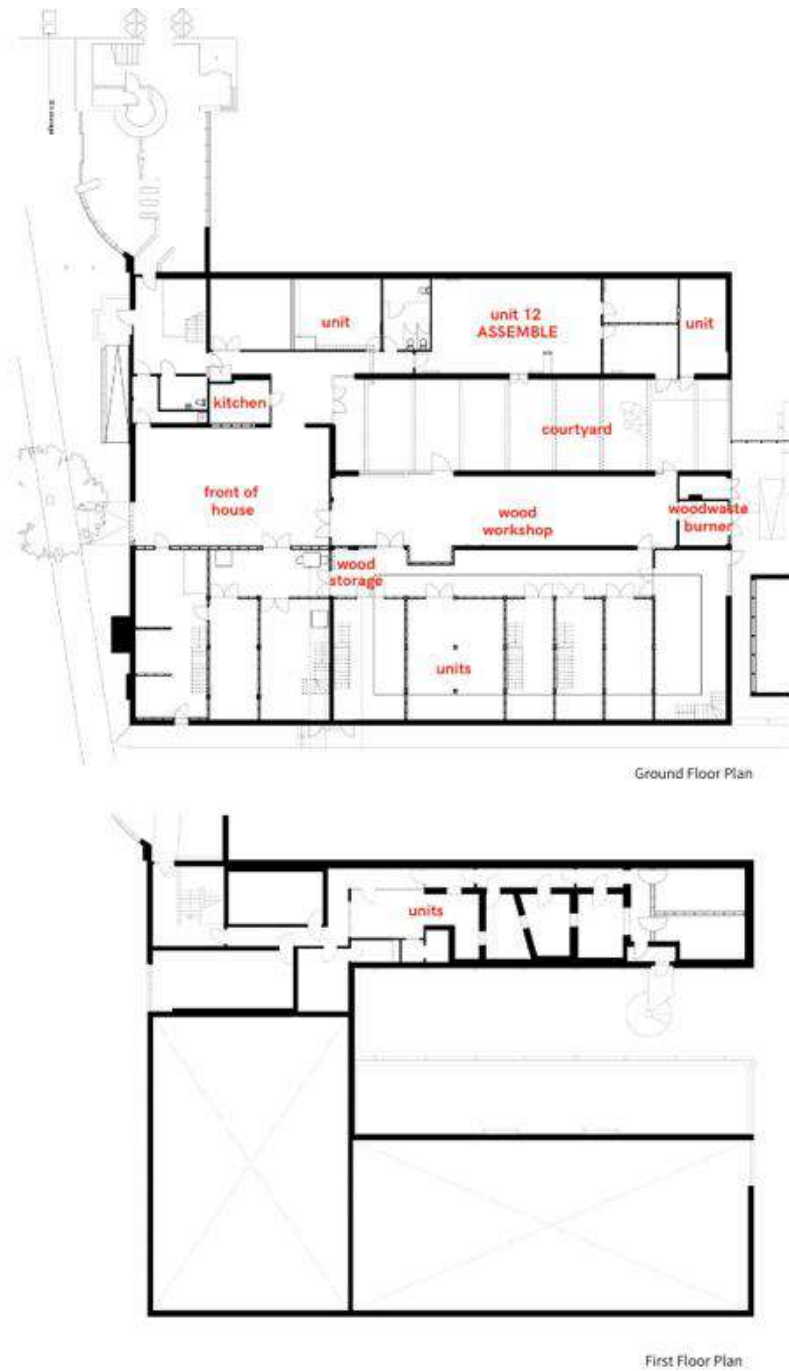 unit
unit 12
ASSEMBLE
unit
kitchen
courtyard
front of
house
wood
workshop
woodwaste
burner
wood
storage
units
Ground Floor Plan
units
First Floor Plan